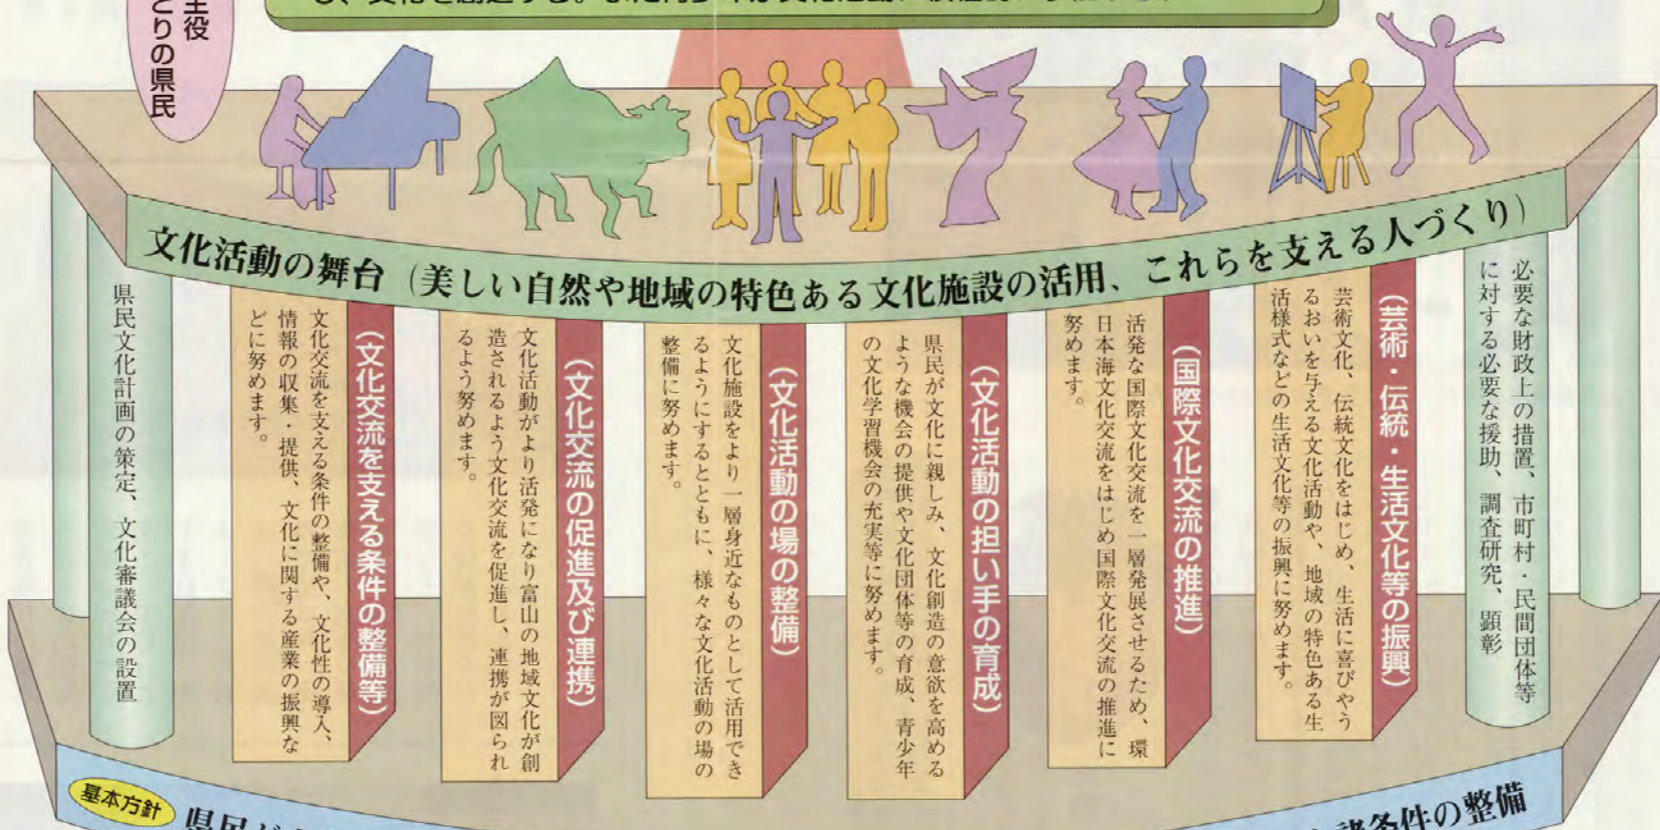 主役
とりの県民
文化活動の舞台(美しい自然や地域の特色ある文化施設の活用、これらを支える人づくり)
必要な財政上の措置、市町村・民間団体等
に対する必要な援助、調査研究、顕彰
(芸術・伝統・生活文化等の振興)
芸術文化、伝統文化をはじめ、生活に喜びやう
るおいを与える文化活動や、地域の特色ある生
活様式などの生活文化等の振興に努めます。
(国際文化交流の推進)
活発な国際文化交流を一層発展させるため、環
日本海文化交流をはじめ国際文化交流の推進に
努めます。
(文化活動の担い手の育成)
県民が文化に親しみ、文化創造の意欲を高める
ような機会の提供や文化団体等の育成、青少年
の文化学習機会の充実等に努めます。
(文化活動の場の整備)
文化施設をより一層身近なものとして活用でき
るようにするとともに、様々な文化活動の場の
整備に努めます。
(文化交流の促進及び連携)
文化活動がより活発になり富山の地域文化が創
造されるよう文化交流を促進し、連携が図られ
るよう努めます。
(文化交流を支える条件の整備等)
文化交流を支える条件の整備や、文化性の導入、
情報の収集・提供、文化に関する産業の振興な
どに努めます。
県民文化計画の策定、文化審議会の設置
基本方針
県民が
諸条件の整備